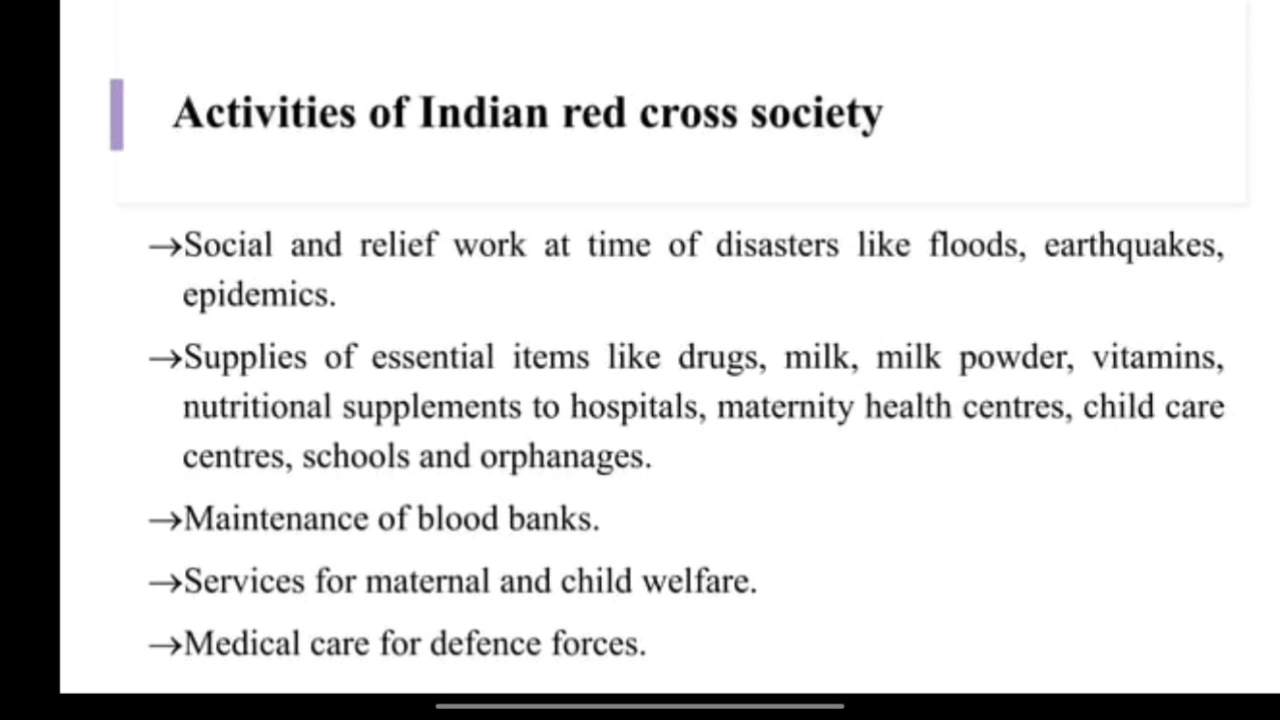 Activities of Indian red cross society
→Social and relief work at time of disasters like floods, earthquakes,
epidemics.
→Supplies of essential items like drugs, milk, milk powder, vitamins,
nutritional supplements to hospitals, maternity health centres, child care
centres, schools and orphanages.
→Maintenance of blood banks.
→Services for maternal and child welfare.
→Medical care for defence forces.